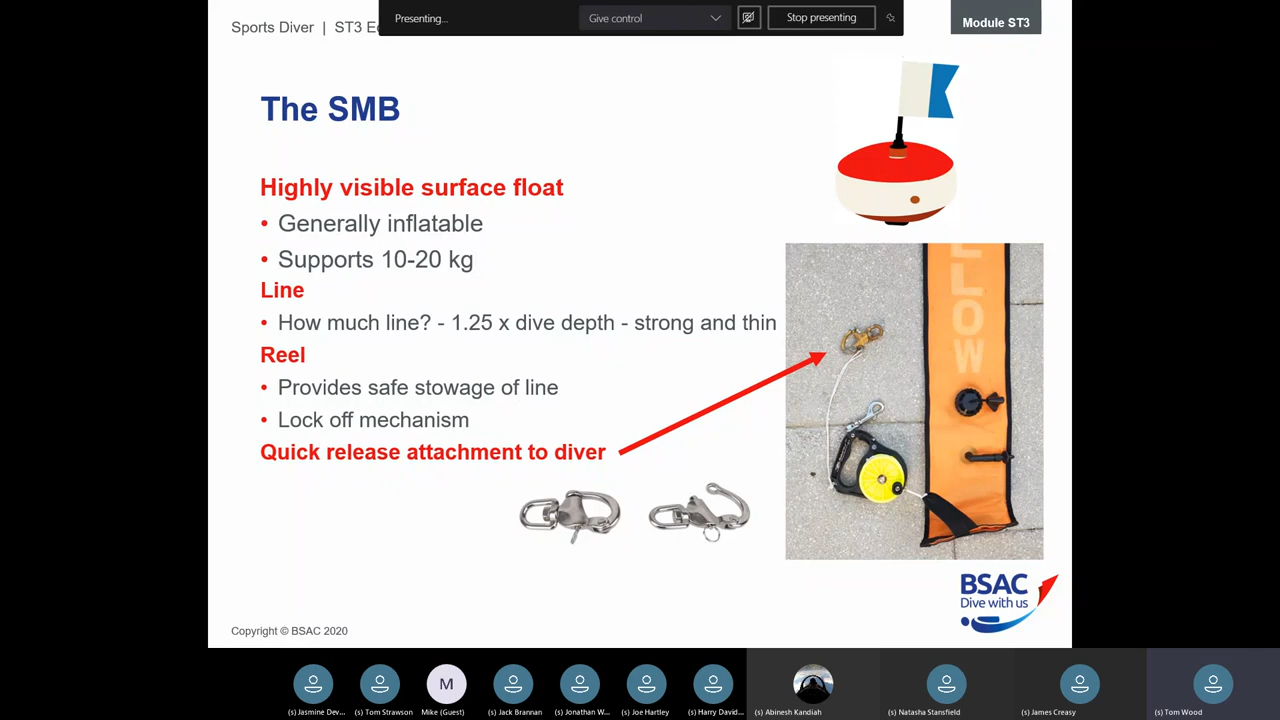 Sports Diver | ST3 E
Presenting...
Give control
Stop presenting
Module ST3
The SMB
Highly visible surface float
• Generally inflatable
• Supports 10-20 kg
Line
• How much line? - 1.25 x dive depth - strong and thin
Reel
• Provides safe stowage of line
• Lock off mechanism
Quick release attachment to diver
LLOW
BSAC
Dive with us
Copyright © BSAC 2020
M
(s) Jasmine Dev...
(s) Tom Strawson
Mike (Guest)
(s) Jack Brannan
(s) Jonathan W...
(s) Joe Hartley
(s) Harry David...
(s) Abinesh Kandiah
(s) Natasha Stansfield
(s) James Creasy
(s) Tom Wood